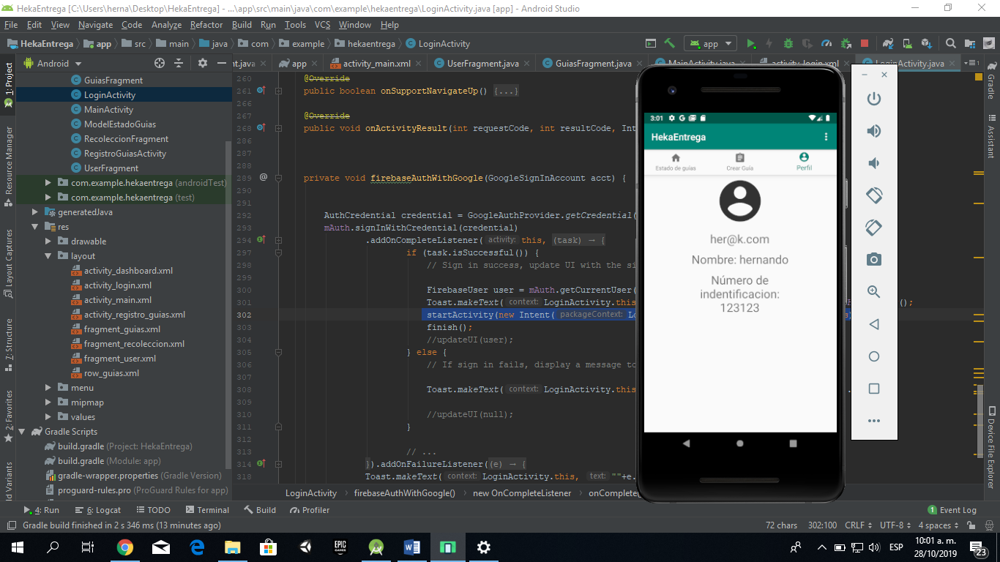 HekaEntrega [C:\Users\herna\Desktop\HekaEntrega] - ...\app\src\main\java\com\example\hekaentrega\LoginActivity.java [app] - Android Studio
File Edit View Navigate Code Analyze Refactor Build Run Tools VCS Window Help
HekaEntrega app src main java com example hekaentrega LoginActivity app
Android
nt.java app activity_main.xml UserFragment.java GuiasFragment.java MainActivity.java activity_login.xml LoginActivity.java
1: Project
Resource Manager
Layout Captures
7: Structure
2: Favorites
ld Variants
GuiasFragment
LoginActivity
MainActivity
ModelEstadoGuias
RecoleccionFragment
RegistroGuiasActivity
UserFragment
com.example.hekaentrega (androidTest)
com.example.hekaentrega (test)
generatedJava
res
drawable
layout
activity_dashboard.xml
activity_login.xml
activity_main.xml
activity_registro_guias.xml
fragment_guias.xml
fragment_recoleccion.xml
fragment_user.xml
row_guias.xml
menu
mipmap
values
Gradle Scripts
build.gradle (Project: HekaEntrega)
build.gradle (Module: app)
gradle-wrapper.properties (Gradle Version)
proguard-rules.pro (ProGuard Rules for app)
260 @Override
261 public boolean onSupportNavigateUp() {...}
266
267 @Override
268 public void onActivityResult(int requestCode, int resultCode, Int
286
287
288
289 @ private void firebaseAuthWithGoogle(GoogleSignInAccount acct) {
290
291
292 AuthCredential credential = GoogleAuthProvider.getCredential(
293 mAuth.signInWithCredential(credential)
294 .addOnCompleteListener( activity: this, (task) → {
297 if (task.isSuccessful()) {
298 // Sign in success, update UI with the si
299
300 FirebaseUser user = mAuth.getCurrentUser(
301 Toast.makeText( context: LoginActivity.this ();
302 startActivity(new Intent( packageContext: Lo s)
303 finish();
304 //updateUI(user);
305 } else {
306 // If sign in fails, display a message to
307
308 Toast.makeText( context: LoginActivity.this .
309
310 //updateUI(null);
311 }
312
313 // ...
314 }).addOnFailureListener((e) → {
318 Toast.makeText( context: LoginActivity.this, text: ""+e.
LoginActivity › firebaseAuthWithGoogle() › new OnCompleteListener › onComplete(
3:01
HekaEntrega
Estado de guías
Crear Guía
Perfil
her@k.com
Nombre: hernando
Número de
indentificacion:
123123
Gradle
Assistant
Device File Explorer
4: Run 6: Logcat TODO Terminal Build Profiler 1 Event Log
Gradle build finished in 2 s 346 ms (13 minutes ago) 72 chars 302:100 CRLF UTF-8 4 spaces
EPIC GAMES
ESP
10:01 a. m.
28/10/2019
23